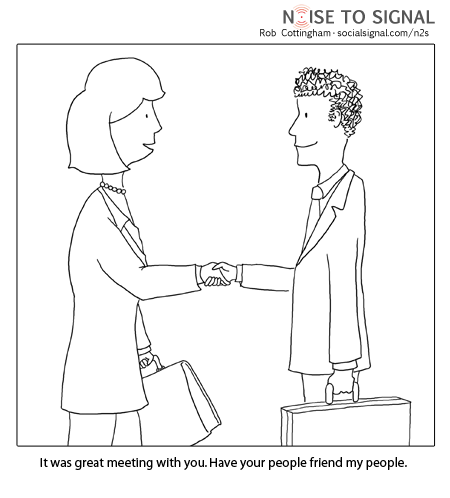 NOISE TO SIGNAL
Rob Cottingham - socialsignal.com/n2s
It was great meeting with you. Have your people friend my people.